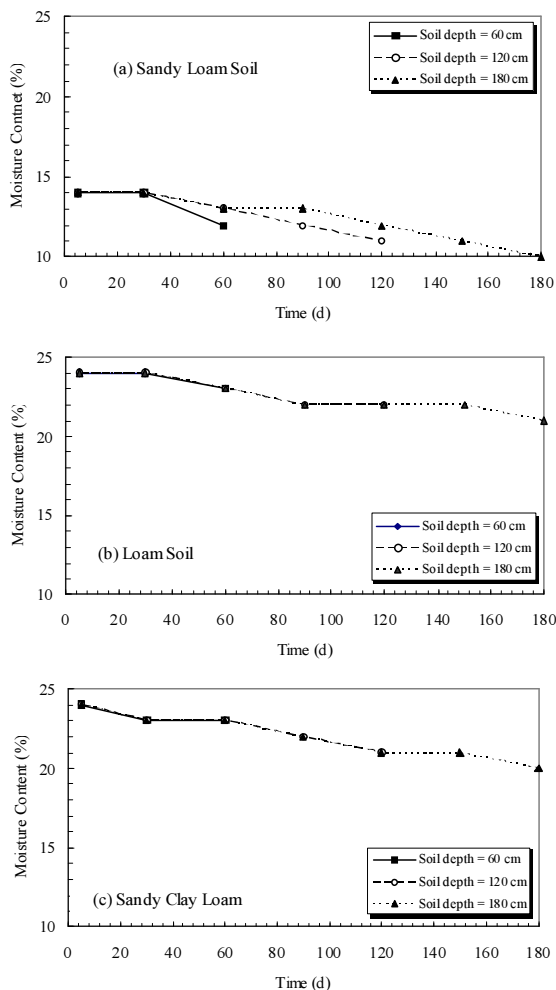 25
Soil depth = 60 cm
Soil depth = 120 cm
Soil depth = 180 cm
(a) Sandy Loam Soil
20
Moisture Contnet (%)
15
10
0 20 40 60 80 100 120 140 160 180
Time (d)
25
20
Moisture Content (%)
15
Soil depth = 60 cm
Soil depth = 120 cm
Soil depth = 180 cm
(b) Loam Soil
10
0 20 40 60 80 100 120 140 160 180
Time (d)
25
20
Moisture Content (%)
15
Soil depth = 60 cm
Soil depth = 120 cm
Soil depth = 180 cm
(c) Sandy Clay Loam
10
0 20 40 60 80 100 120 140 160 180
Time (d)